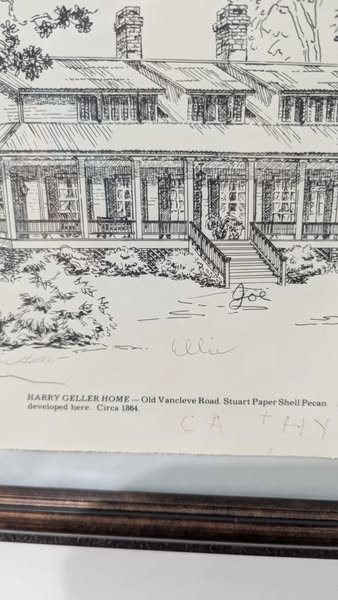 Joe
Ellie
HARRY GELLER HOME — Old Vancleve Road. Stuart Paper Shell Pecan
developed here. Circa 1864.
CATHY